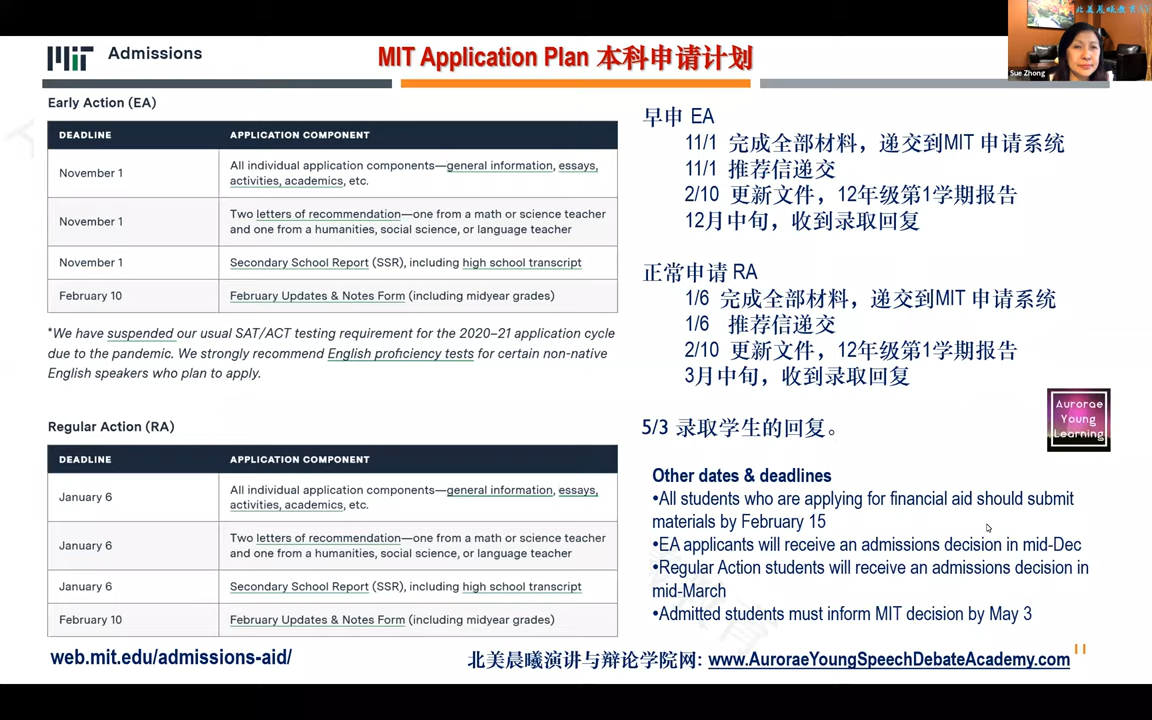 北美晨曦教育
Sue Zhong
MIT Admissions
MIT Application Plan 本科申请计划
Early Action (EA)
DEADLINE APPLICATION COMPONENT
November 1 All individual application components—general information, essays,
activities, academics, etc.
November 1 Two letters of recommendation—one from a math or science teacher
and one from a humanities, social science, or language teacher
November 1 Secondary School Report (SSR), including high school transcript
February 10 February Updates & Notes Form (including midyear grades)
*We have suspended our usual SAT/ACT testing requirement for the 2020–21 application cycle
due to the pandemic. We strongly recommend English proficiency tests for certain non-native
English speakers who plan to apply.
Regular Action (RA)
DEADLINE APPLICATION COMPONENT
January 6 All individual application components—general information, essays,
activities, academics, etc.
January 6 Two letters of recommendation—one from a math or science teacher
and one from a humanities, social science, or language teacher
January 6 Secondary School Report (SSR), including high school transcript
February 10 February Updates & Notes Form (including midyear grades)
web.mit.edu/admissions-aid/
早申 EA
11/1 完成全部材料，递交到MIT 申请系统
11/1 推荐信递交
2/10 更新文件，12年级第1学期报告
12月中旬，收到录取回复
正常申请 RA
1/6 完成全部材料，递交到MIT 申请系统
1/6 推荐信递交
2/10 更新文件，12年级第1学期报告
3月中旬，收到录取回复
5/3 录取学生的回复。
Aurorae
Young
Learning
Other dates & deadlines
•All students who are applying for financial aid should submit
materials by February 15
•EA applicants will receive an admissions decision in mid-Dec
•Regular Action students will receive an admissions decision in
mid-March
•Admitted students must inform MIT decision by May 3
北美晨曦演讲与辩论学院网: www.AuroraeYoungSpeechDebateAcademy.com
11